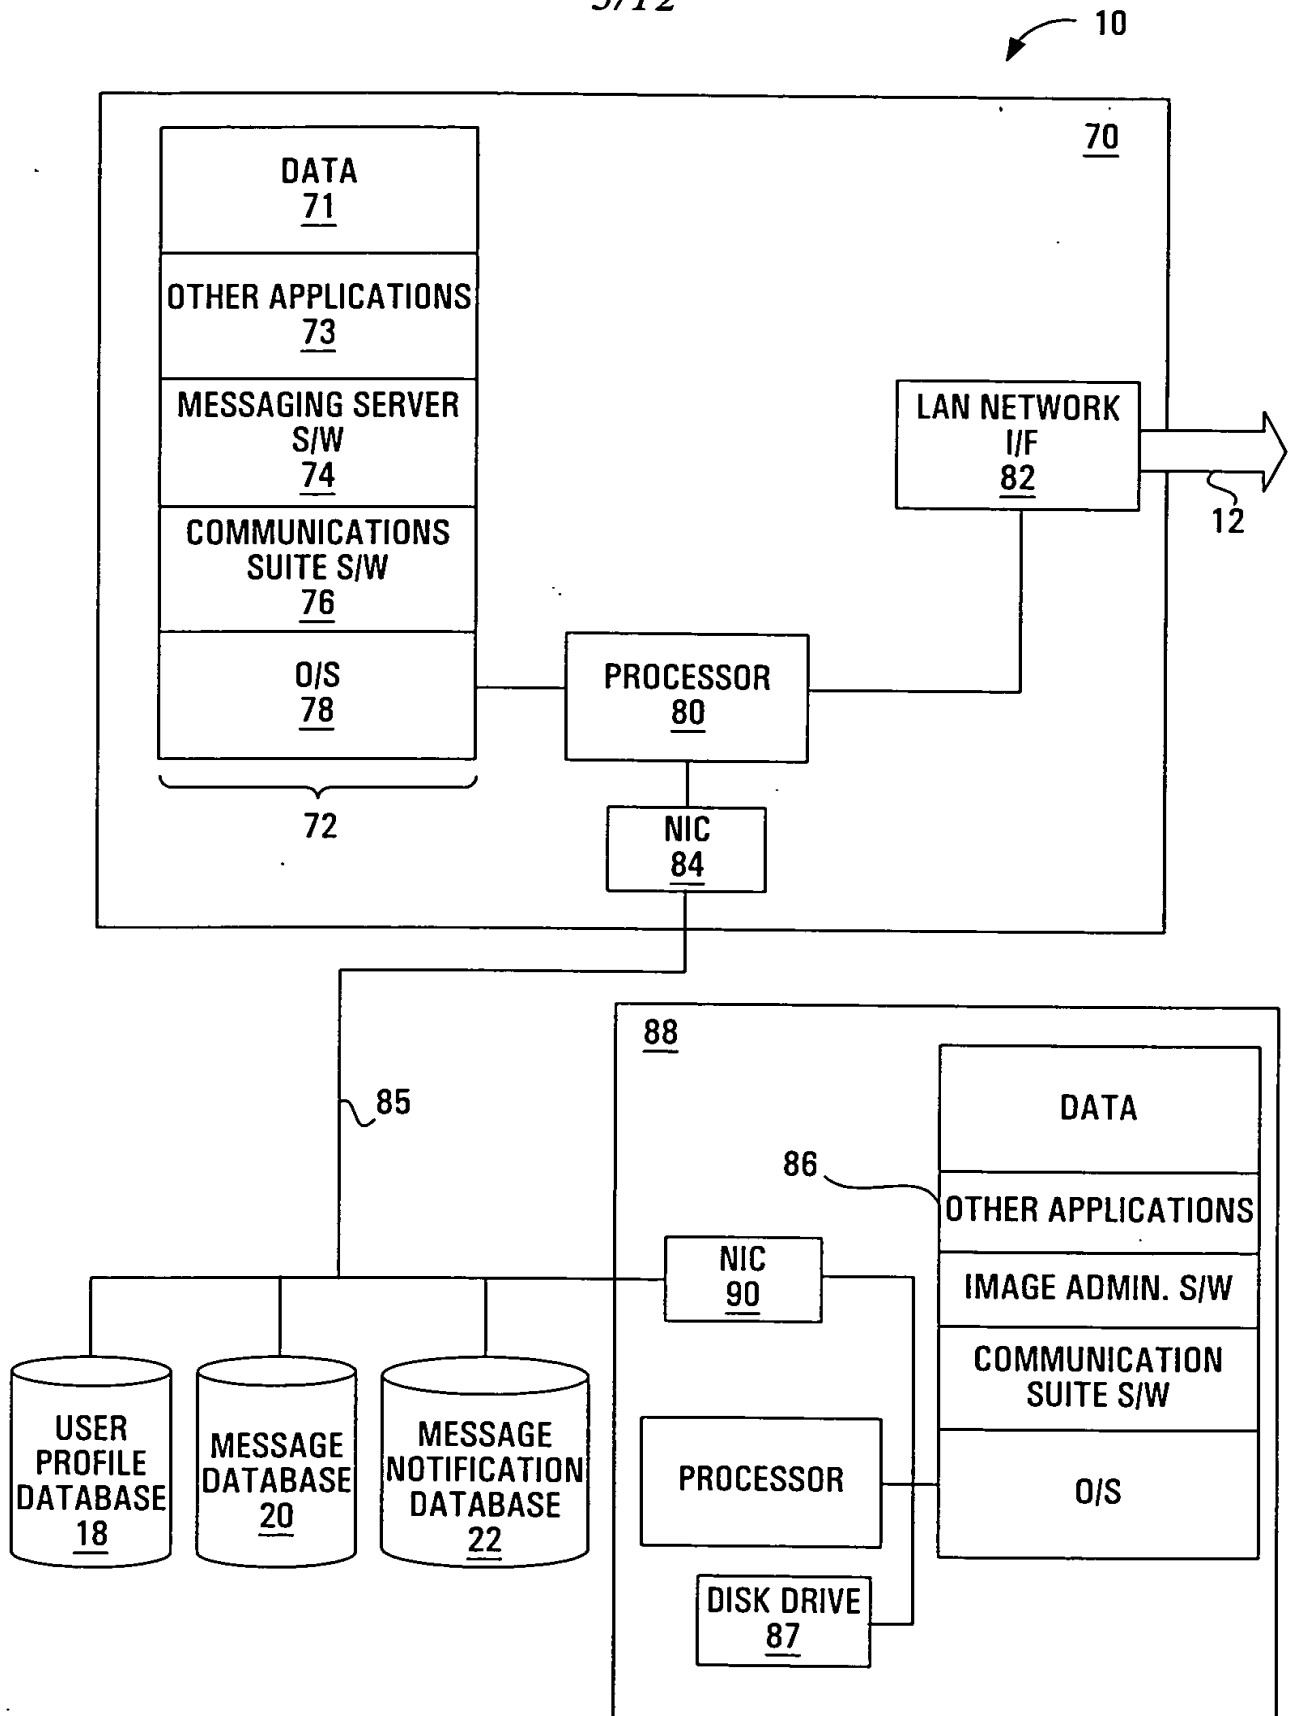 10
70
DATA
71
OTHER APPLICATIONS
73
MESSAGING SERVER
S/W
74
COMMUNICATIONS
SUITE S/W
76
O/S
78
72
PROCESSOR
80
NIC
84
LAN NETWORK
I/F
82
12
85
88
DATA
86
OTHER APPLICATIONS
IMAGE ADMIN. S/W
COMMUNICATION
SUITE S/W
O/S
NIC
90
PROCESSOR
DISK DRIVE
87
USER
PROFILE
DATABASE
18
MESSAGE
DATABASE
20
MESSAGE
NOTIFICATION
DATABASE
22